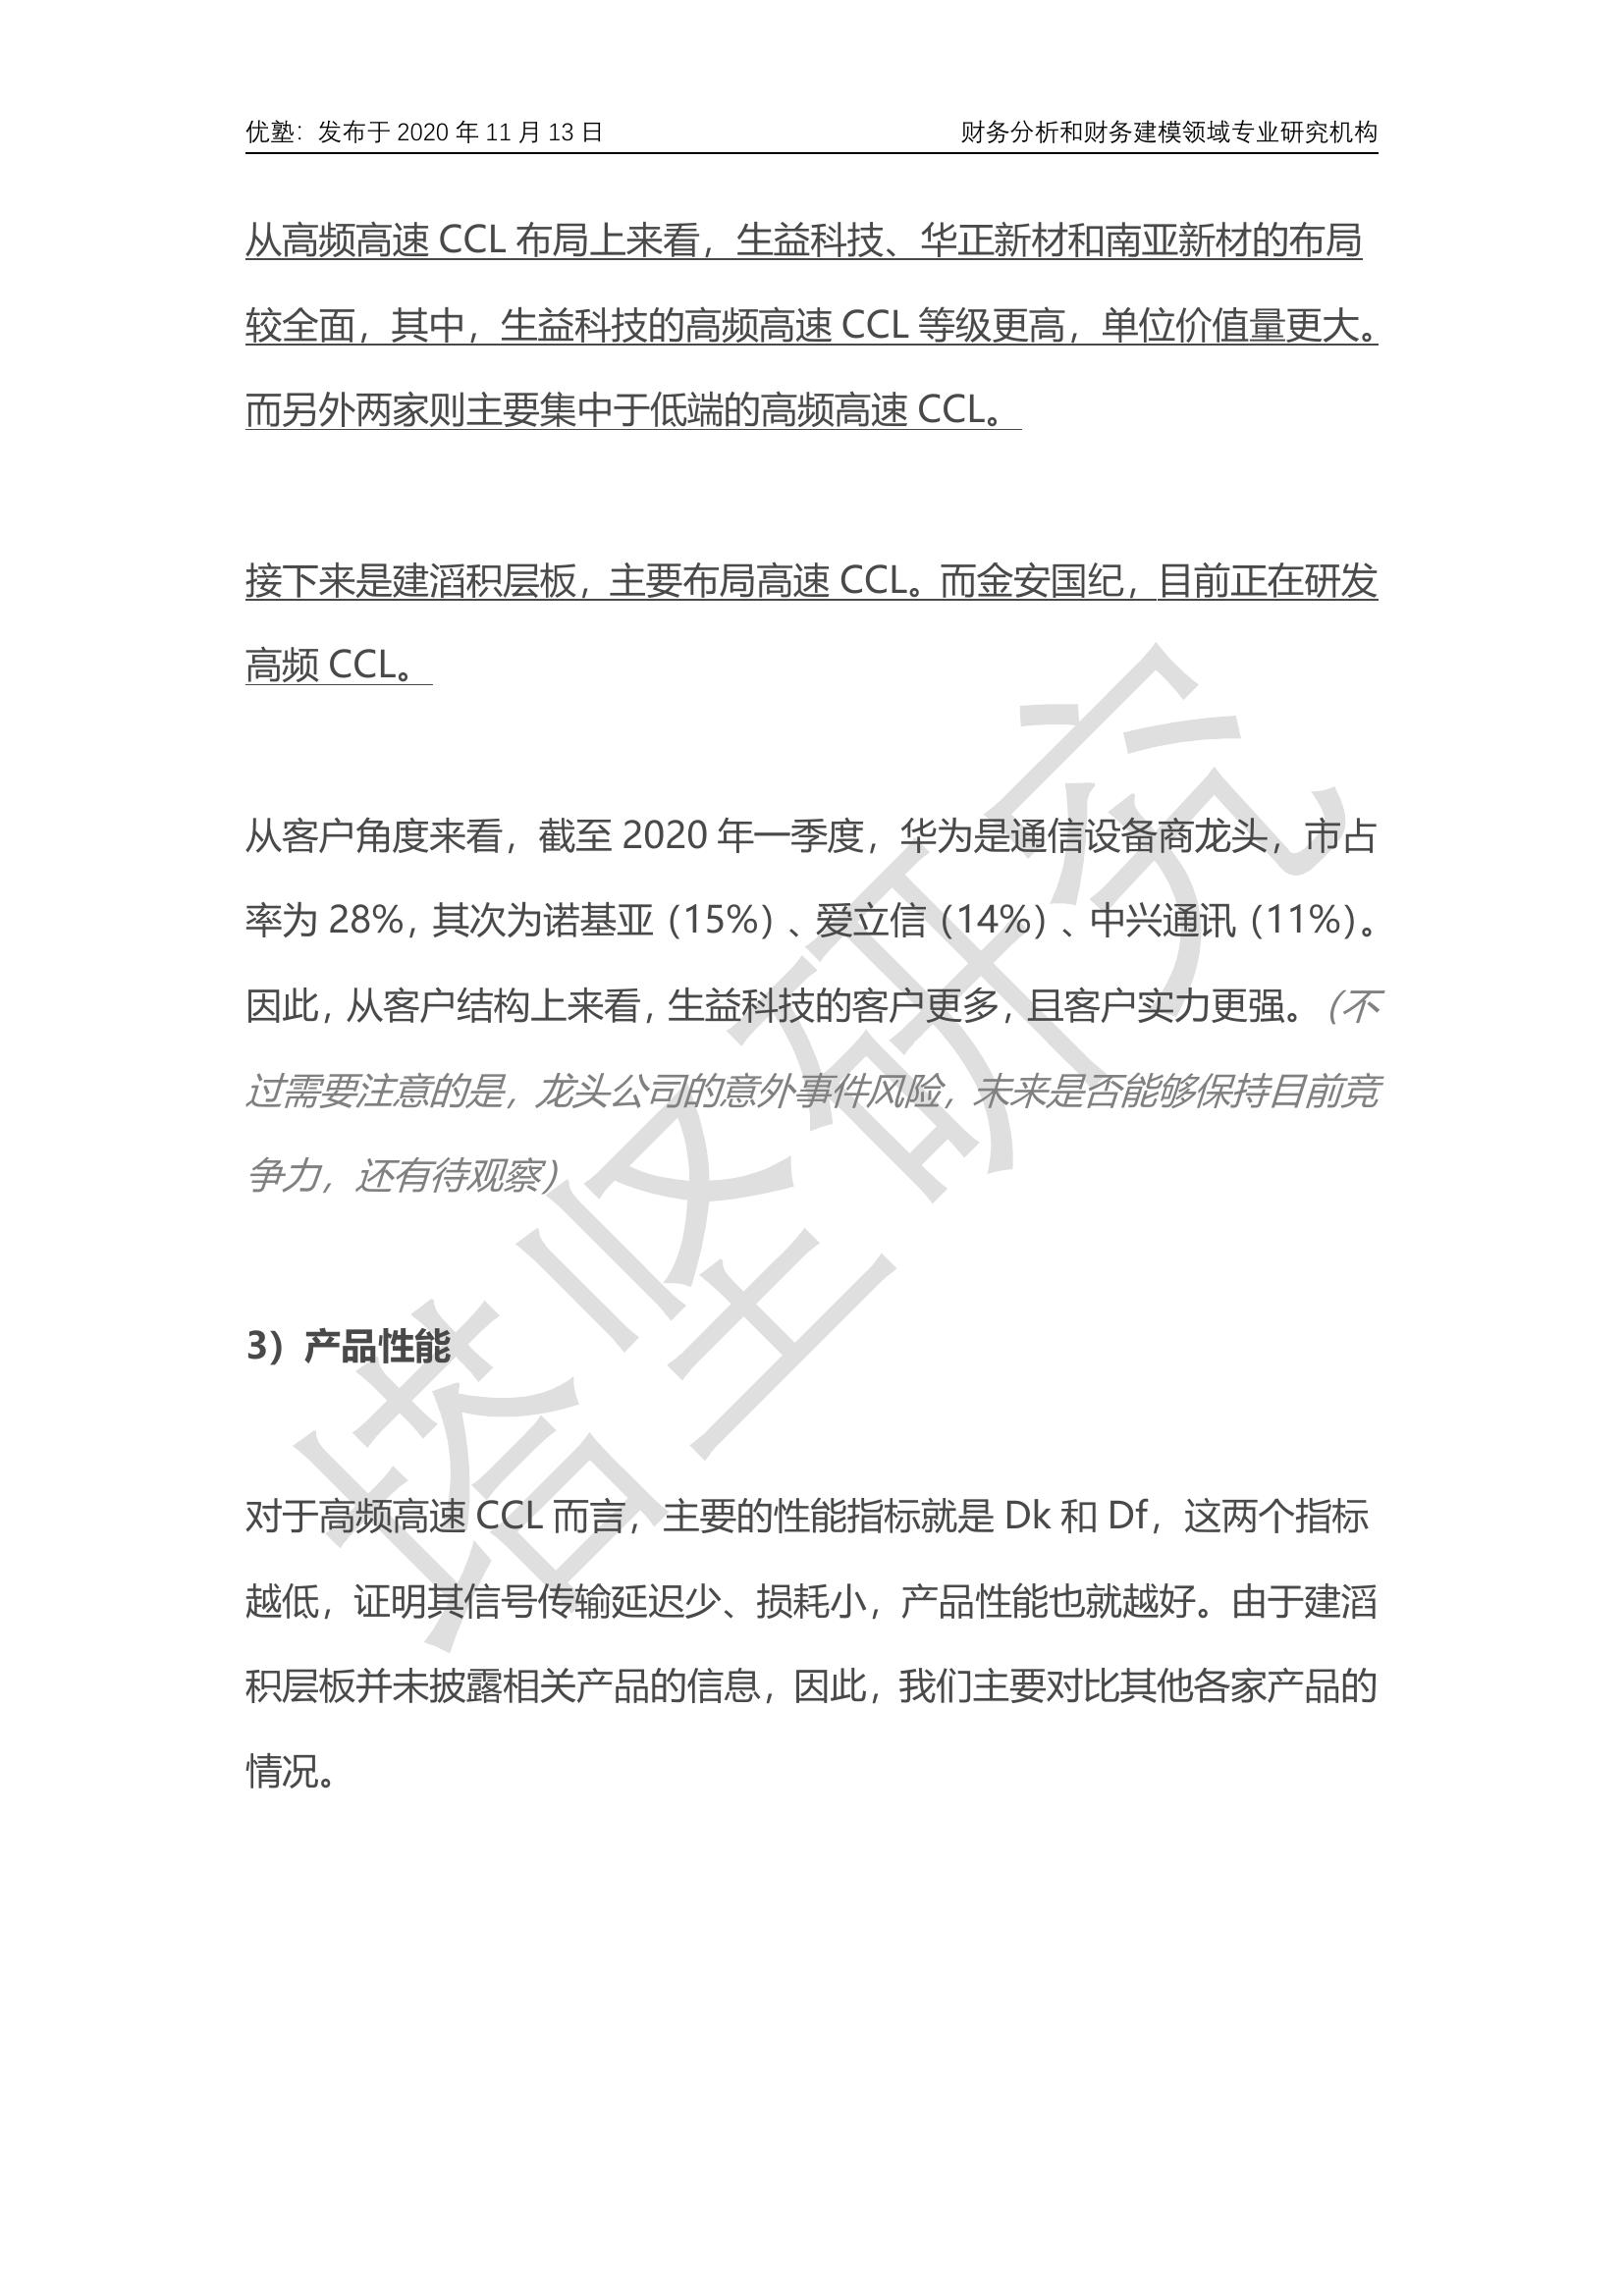 优塾：发布于 2020 年 11 月 13 日 财务分析和财务建模领域专业研究机构
从高频高速 CCL 布局上来看，生益科技、华正新材和南亚新材的布局
较全面，其中，生益科技的高频高速 CCL 等级更高，单位价值量更大。
而另外两家则主要集中于低端的高频高速 CCL。
接下来是建滔积层板，主要布局高速 CCL。而金安国纪，目前正在研发
高频 CCL。
从客户角度来看，截至 2020 年一季度，华为是通信设备商龙头，市占
率为 28%，其次为诺基亚（15%）、爱立信（14%）、中兴通讯（11%）。
因此，从客户结构上来看，生益科技的客户更多，且客户实力更强。（不
过需要注意的是，龙头公司的意外事件风险，未来是否能够保持目前竞
争力，还有待观察）
3）产品性能
对于高频高速 CCL 而言，主要的性能指标就是 Dk 和 Df，这两个指标
越低，证明其信号传输延迟少、损耗小，产品性能也就越好。由于建滔
积层板并未披露相关产品的信息，因此，我们主要对比其他各家产品的
情况。
塔坚研究